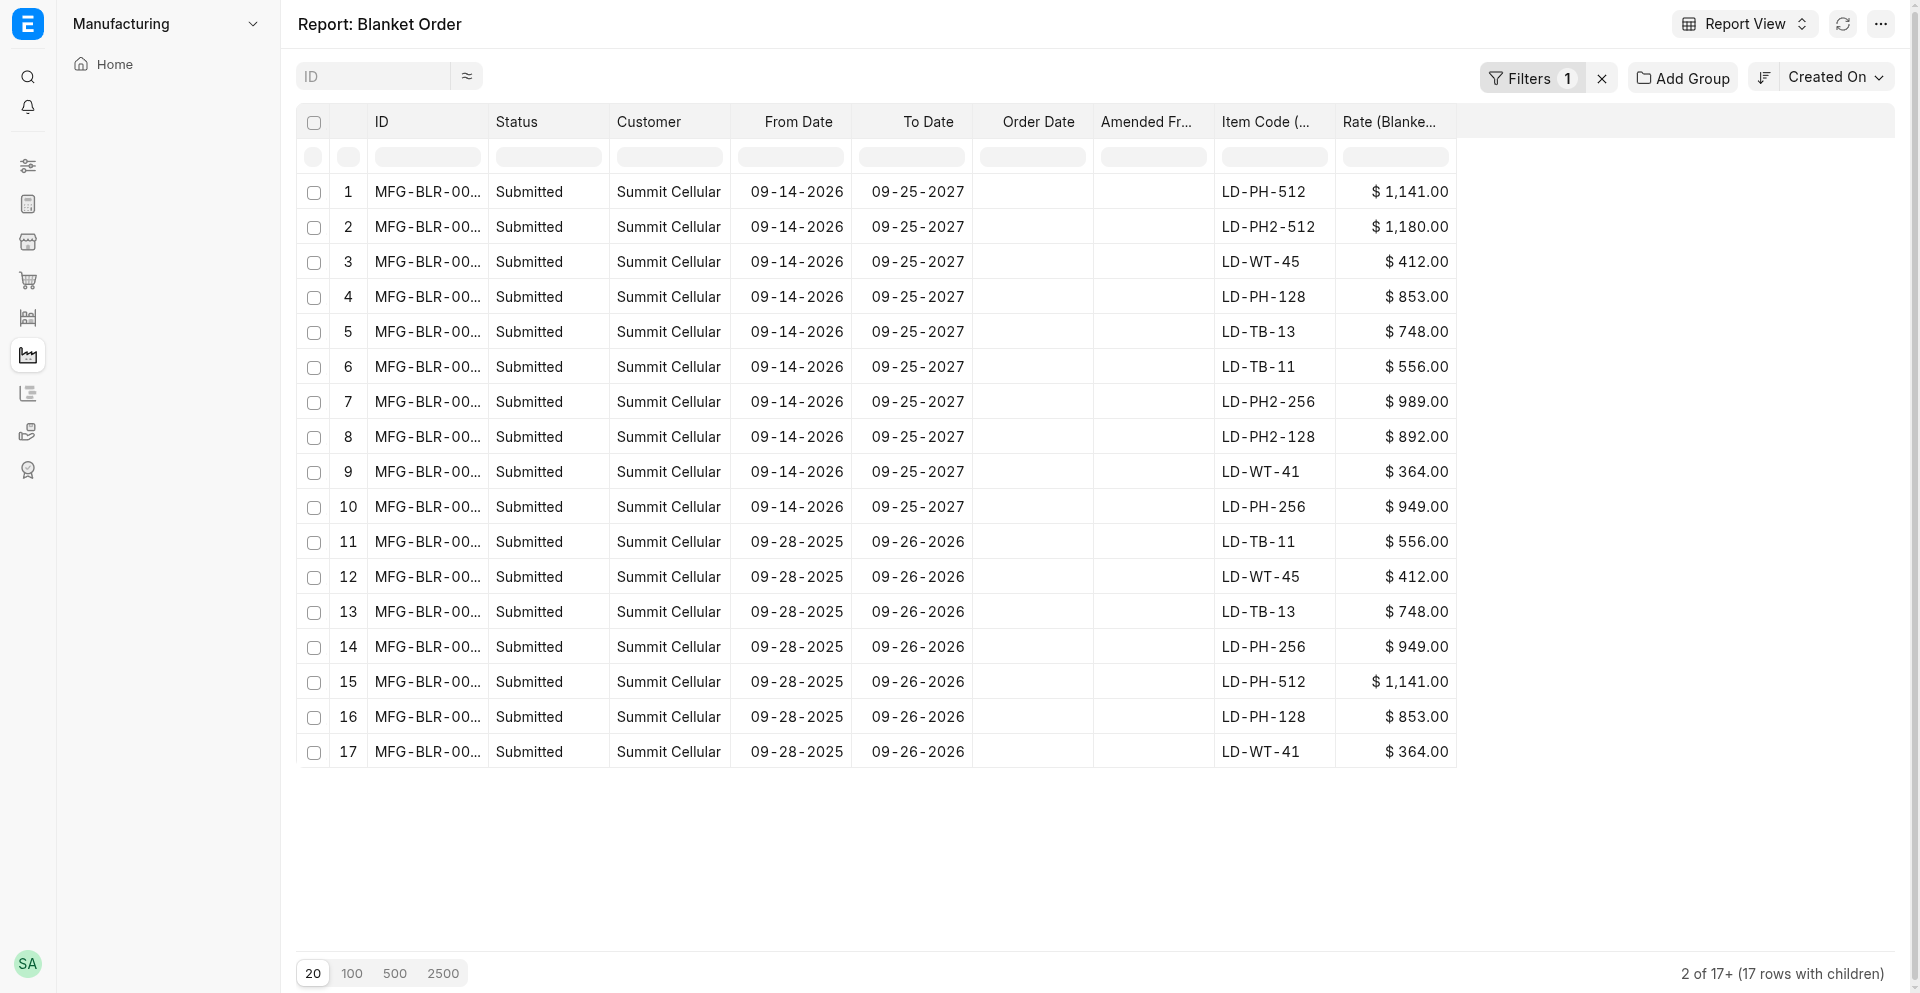 Manufacturing
Home
Report: Blanket Order
Report View
ID
≈
Filters 1
Add Group
Created On
ID Status Customer From Date To Date Order Date Amended Fr... Item Code (... Rate (Blanke...
1 MFG-BLR-00... Submitted Summit Cellular 09-14-2026 09-25-2027 LD-PH-512 $ 1,141.00
2 MFG-BLR-00... Submitted Summit Cellular 09-14-2026 09-25-2027 LD-PH2-512 $ 1,180.00
3 MFG-BLR-00... Submitted Summit Cellular 09-14-2026 09-25-2027 LD-WT-45 $ 412.00
4 MFG-BLR-00... Submitted Summit Cellular 09-14-2026 09-25-2027 LD-PH-128 $ 853.00
5 MFG-BLR-00... Submitted Summit Cellular 09-14-2026 09-25-2027 LD-TB-13 $ 748.00
6 MFG-BLR-00... Submitted Summit Cellular 09-14-2026 09-25-2027 LD-TB-11 $ 556.00
7 MFG-BLR-00... Submitted Summit Cellular 09-14-2026 09-25-2027 LD-PH2-256 $ 989.00
8 MFG-BLR-00... Submitted Summit Cellular 09-14-2026 09-25-2027 LD-PH2-128 $ 892.00
9 MFG-BLR-00... Submitted Summit Cellular 09-14-2026 09-25-2027 LD-WT-41 $ 364.00
10 MFG-BLR-00... Submitted Summit Cellular 09-14-2026 09-25-2027 LD-PH-256 $ 949.00
11 MFG-BLR-00... Submitted Summit Cellular 09-28-2025 09-26-2026 LD-TB-11 $ 556.00
12 MFG-BLR-00... Submitted Summit Cellular 09-28-2025 09-26-2026 LD-WT-45 $ 412.00
13 MFG-BLR-00... Submitted Summit Cellular 09-28-2025 09-26-2026 LD-TB-13 $ 748.00
14 MFG-BLR-00... Submitted Summit Cellular 09-28-2025 09-26-2026 LD-PH-256 $ 949.00
15 MFG-BLR-00... Submitted Summit Cellular 09-28-2025 09-26-2026 LD-PH-512 $ 1,141.00
16 MFG-BLR-00... Submitted Summit Cellular 09-28-2025 09-26-2026 LD-PH-128 $ 853.00
17 MFG-BLR-00... Submitted Summit Cellular 09-28-2025 09-26-2026 LD-WT-41 $ 364.00
SA
20 100 500 2500
2 of 17+ (17 rows with children)